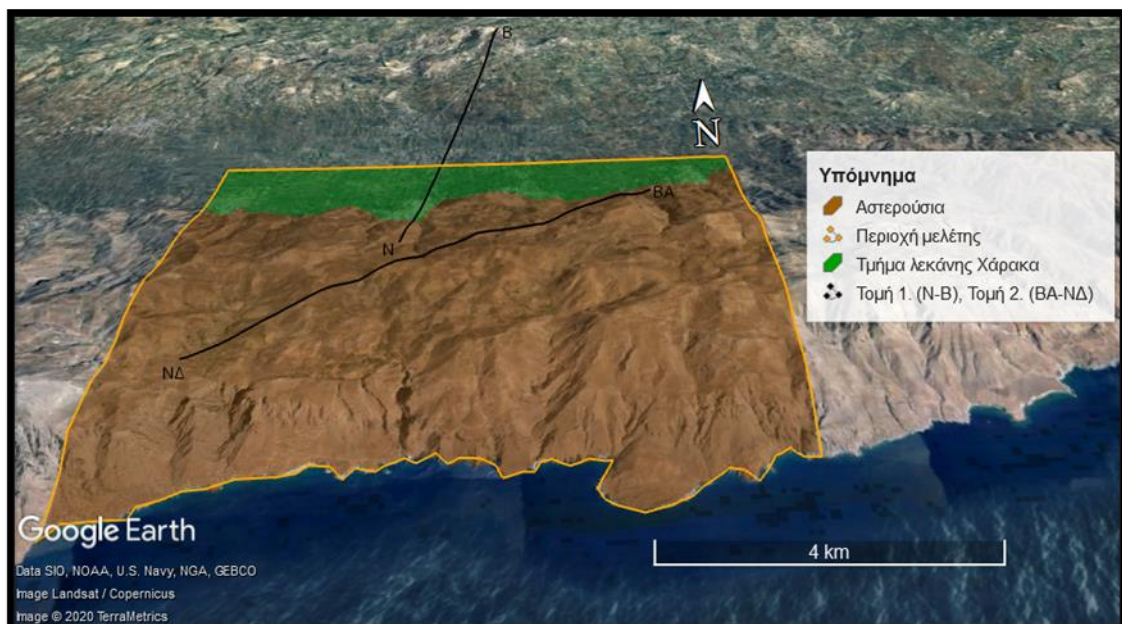 Β
N
ΒΑ
Ν
ΝΔ
Υπόμνημα
Αστερούσια
Περιοχή μελέτης
Τμήμα λεκάνης Χάρακα
Τομή 1. (Ν-Β), Τομή 2. (ΒΑ-ΝΔ)
Google Earth
4 km
Data SIO, NOAA, U.S. Navy, NGA, GEBCO
Image Landsat / Copernicus
Image © 2020 TerraMetrics